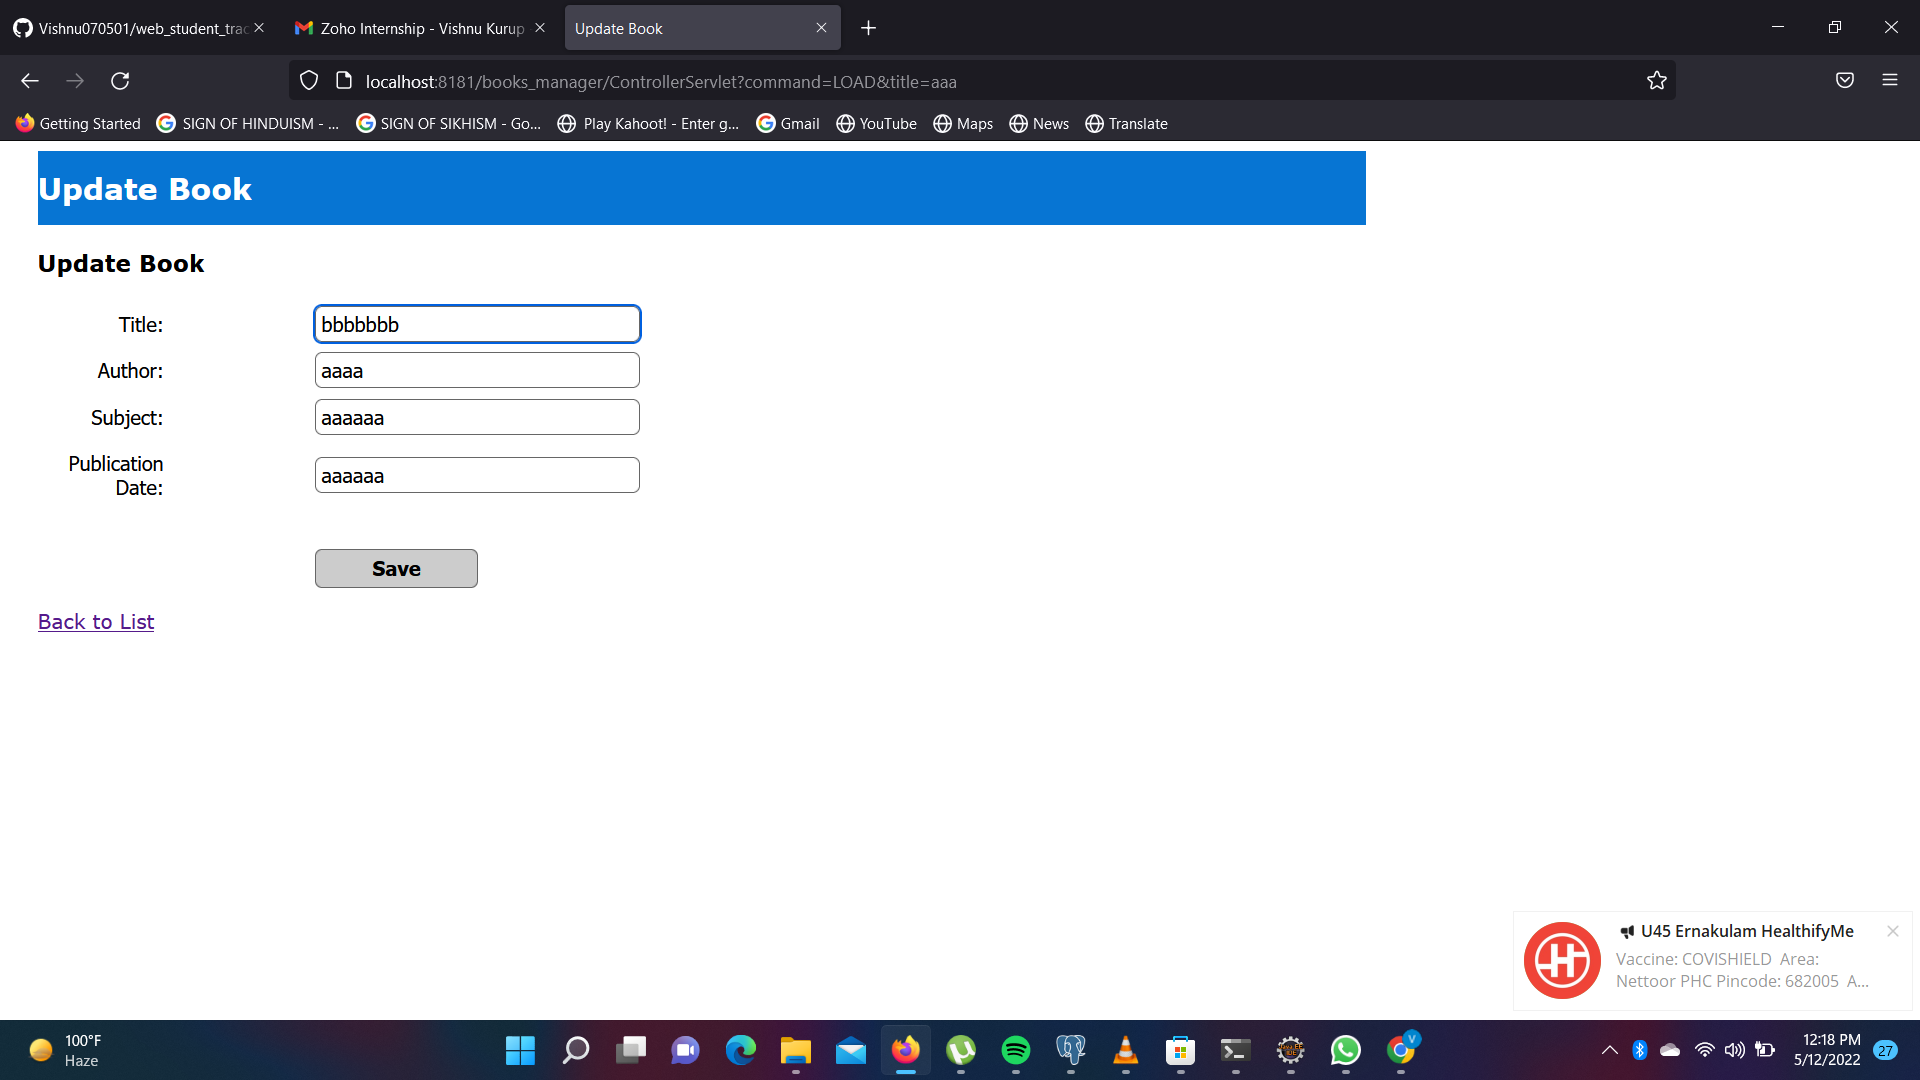 Vishnu070501/web_student_trac
Zoho Internship - Vishnu Kurup
Update Book
localhost:8181/books_manager/ControllerServlet?command=LOAD&title=aaa
Getting Started
SIGN OF HINDUISM - ...
SIGN OF SIKHISM - Go...
Play Kahoot! - Enter g...
Gmail
YouTube
Maps
News
Translate
Update Book
Update Book
Title:
bbbbbbb
Author:
aaaa
Subject:
aaaaaa
Publication
Date:
aaaaaa
Save
Back to List
U45 Ernakulam HealthifyMe
Vaccine: COVISHIELD Area:
Nettoor PHC Pincode: 682005 A...
100°F
Haze
V
12:18 PM
5/12/2022
27